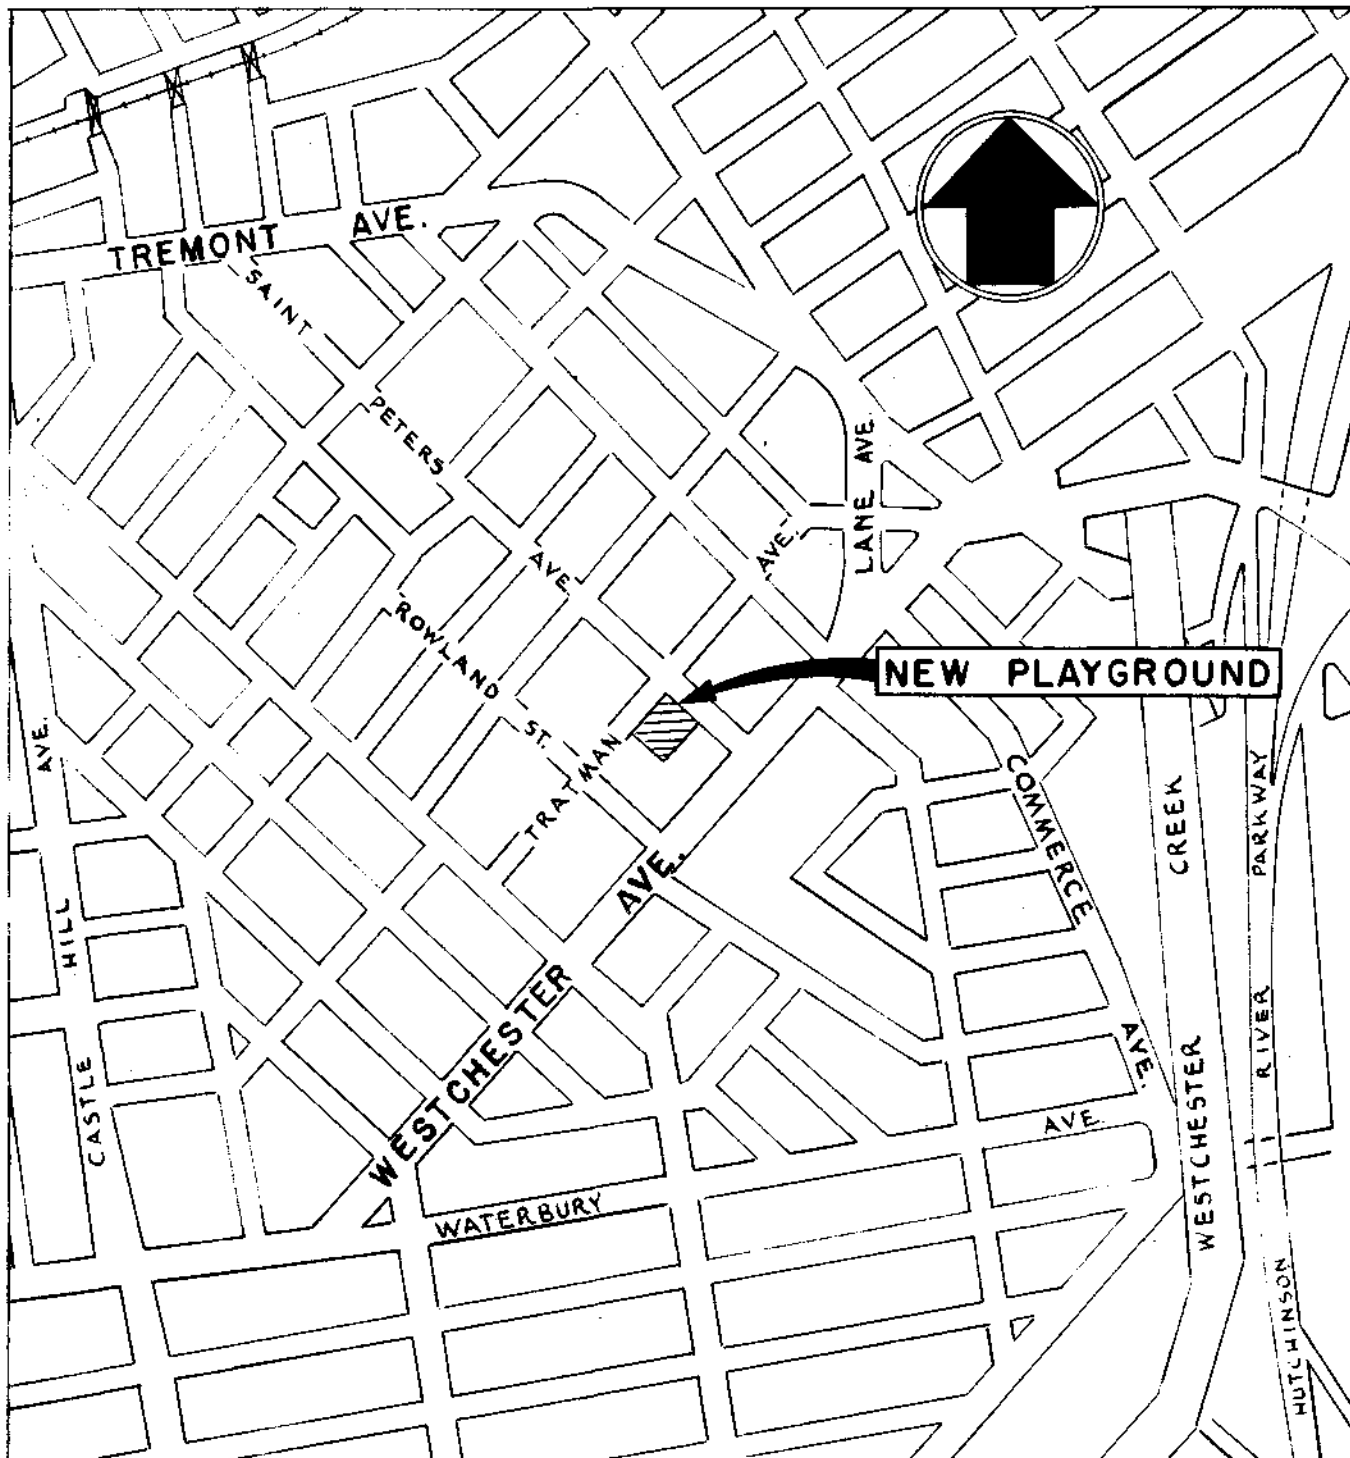 TREMONT AVE.
SAINT PETERS AVE.
LANE AVE.
ROWLAND ST.
TRATMAN AVE.
NEW PLAYGROUND
WESTCHESTER AVE.
COMMERCE AVE.
CASTLE HILL AVE.
WATERBURY AVE.
WESTCHESTER CREEK
HUTCHINSON RIVER PARKWAY